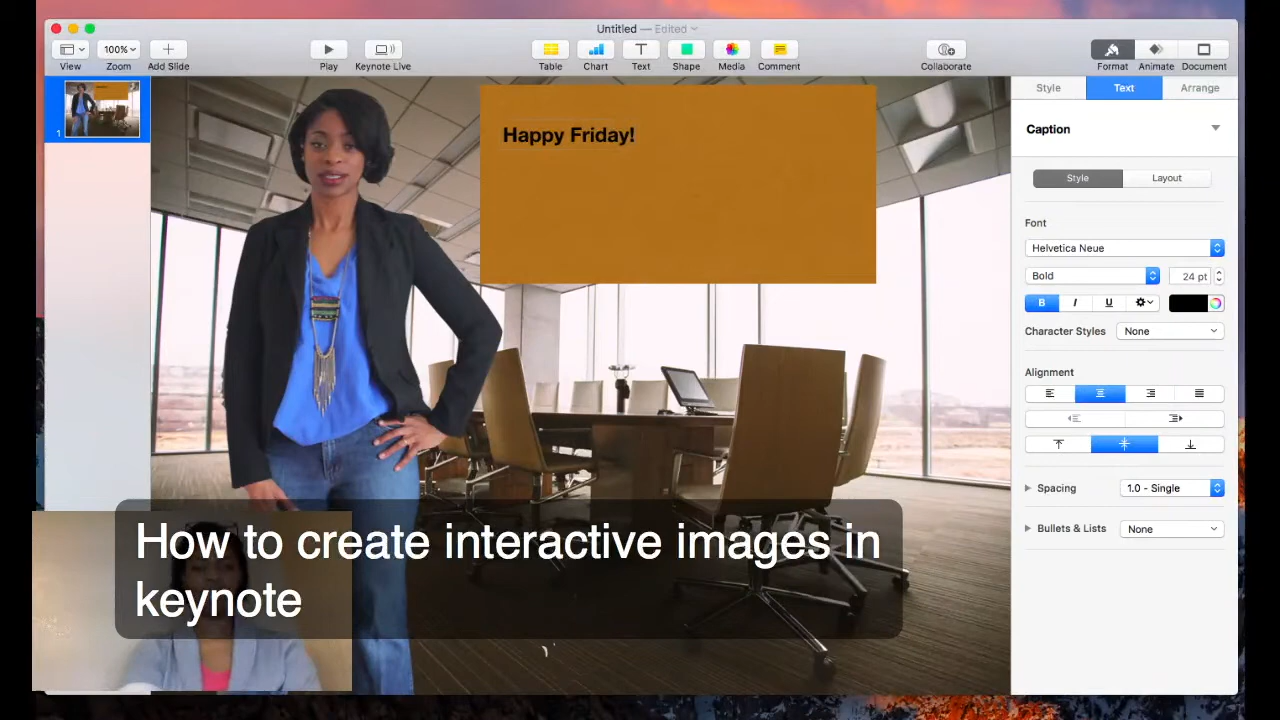 Untitled — Edited
100%
View
Zoom
Add Slide
Play
Keynote Live
Table
Chart
Text
Shape
Media
Comment
Collaborate
Format
Animate
Document
1
Happy Friday!
Style
Text
Arrange
Caption
Style
Layout
Font
Helvetica Neue
Bold
24 pt
B
I
U
Character Styles
None
Alignment
Spacing
1.0 - Single
Bullets & Lists
None
How to create interactive images in
keynote